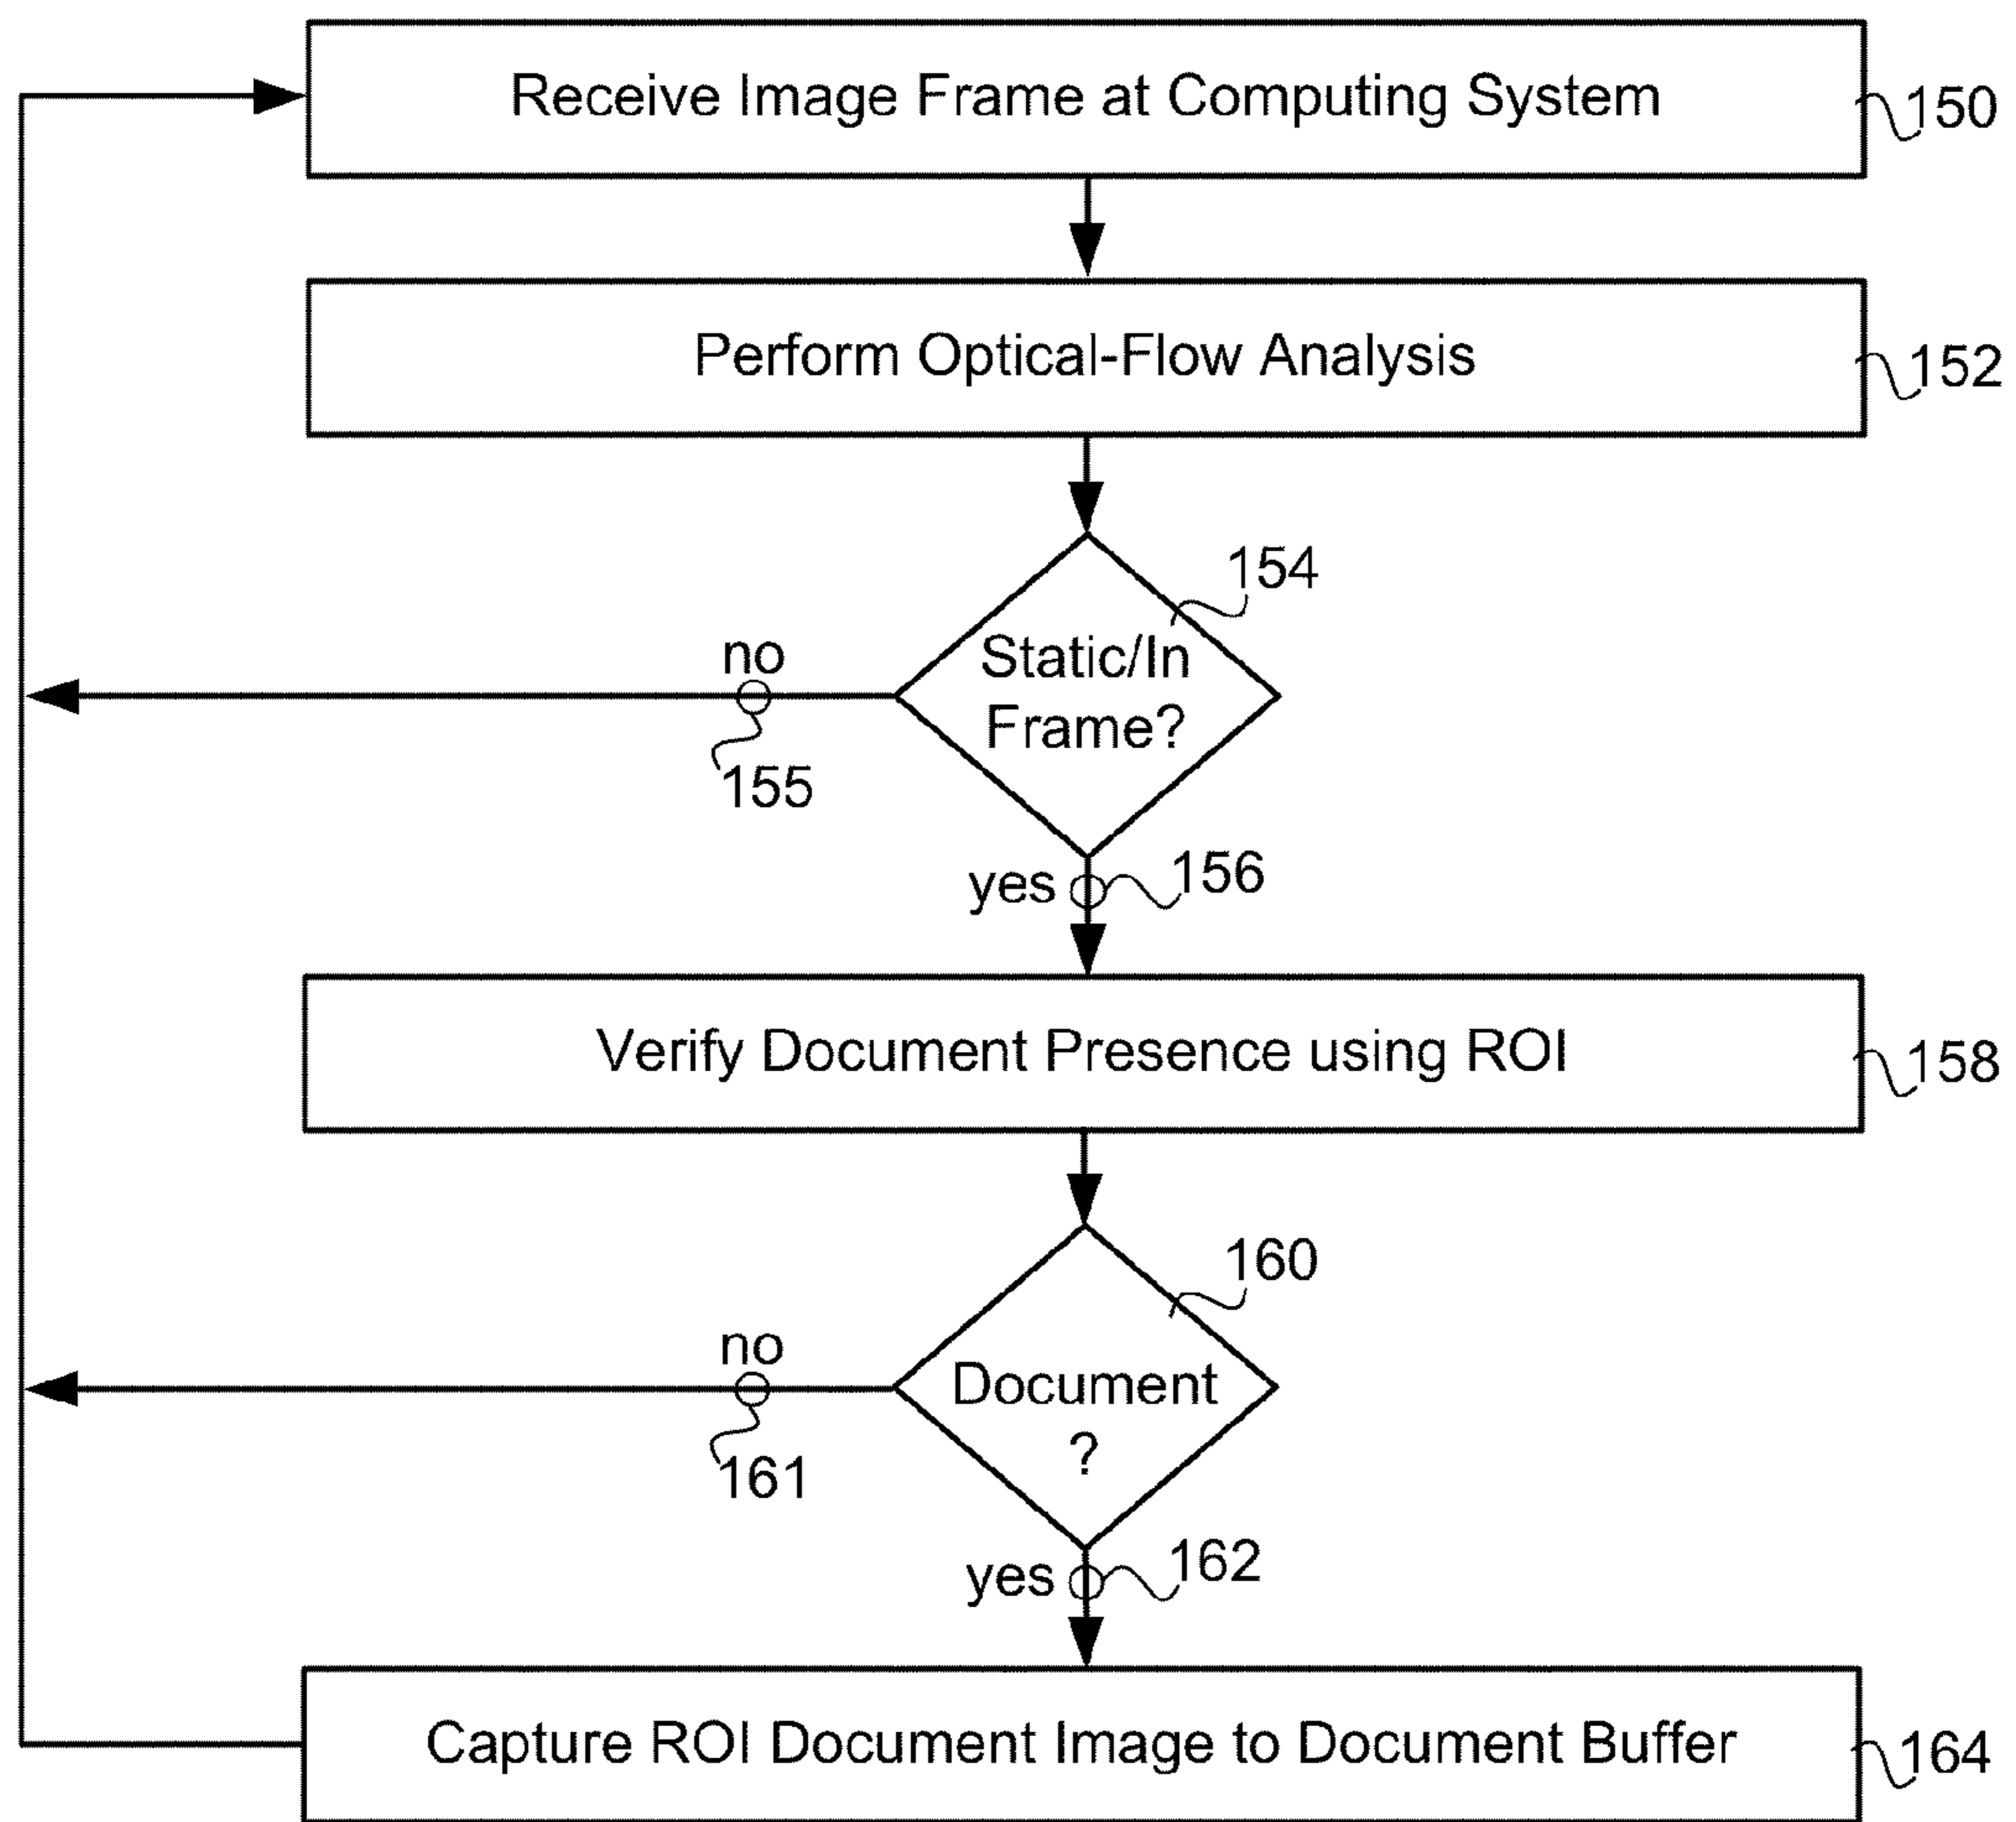 Receive Image Frame at Computing System
150
Perform Optical-Flow Analysis
152
154
Static/In
Frame?
no
155
yes
156
Verify Document Presence using ROI
158
160
Document
?
no
161
yes
162
Capture ROI Document Image to Document Buffer
164